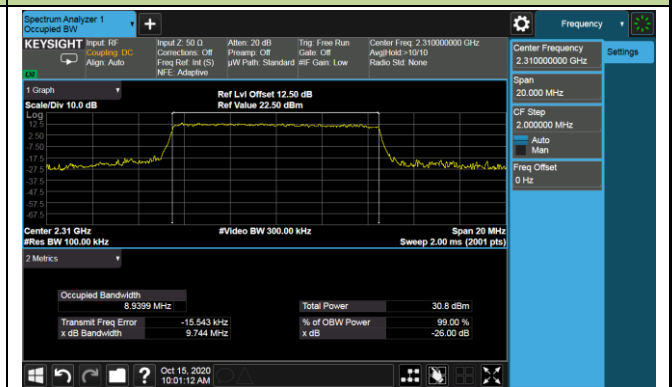 Spectrum Analyzer 1
Occupied BW
+
Frequency
KEYSIGHT Input: RF Input Z: 50 Ω Atten: 20 dB Trig: Free Run Center Freq: 2.310000000 GHz
Coupling: DC Corrections: Off Preamp: Off Gate: Off Avg|Hold:>10/10
Align: Auto Freq Ref: Int (S) µW Path: Standard #IF Gain: Low Radio Std: None
NFE: Adaptive
Center Frequency
2.310000000 GHz
Settings
Span
20.000 MHz
CF Step
2.000000 MHz
Auto
Man
Freq Offset
0 Hz
1 Graph
Ref Lvl Offset 12.50 dB
Scale/Div 10.0 dB Ref Value 22.50 dBm
Log
12.5
2.50
-7.50
-17.5
-27.5
-37.5
-47.5
-57.5
-67.5
Center 2.31 GHz #Video BW 300.00 kHz Span 20 MHz
#Res BW 100.00 kHz Sweep 2.00 ms (2001 pts)
2 Metrics
Occupied Bandwidth
8.9399 MHz Total Power 30.8 dBm
Transmit Freq Error -15.543 kHz % of OBW Power 99.00 %
x dB Bandwidth 9.744 MHz x dB -26.00 dB
? Oct 15, 2020
10:01:12 AM